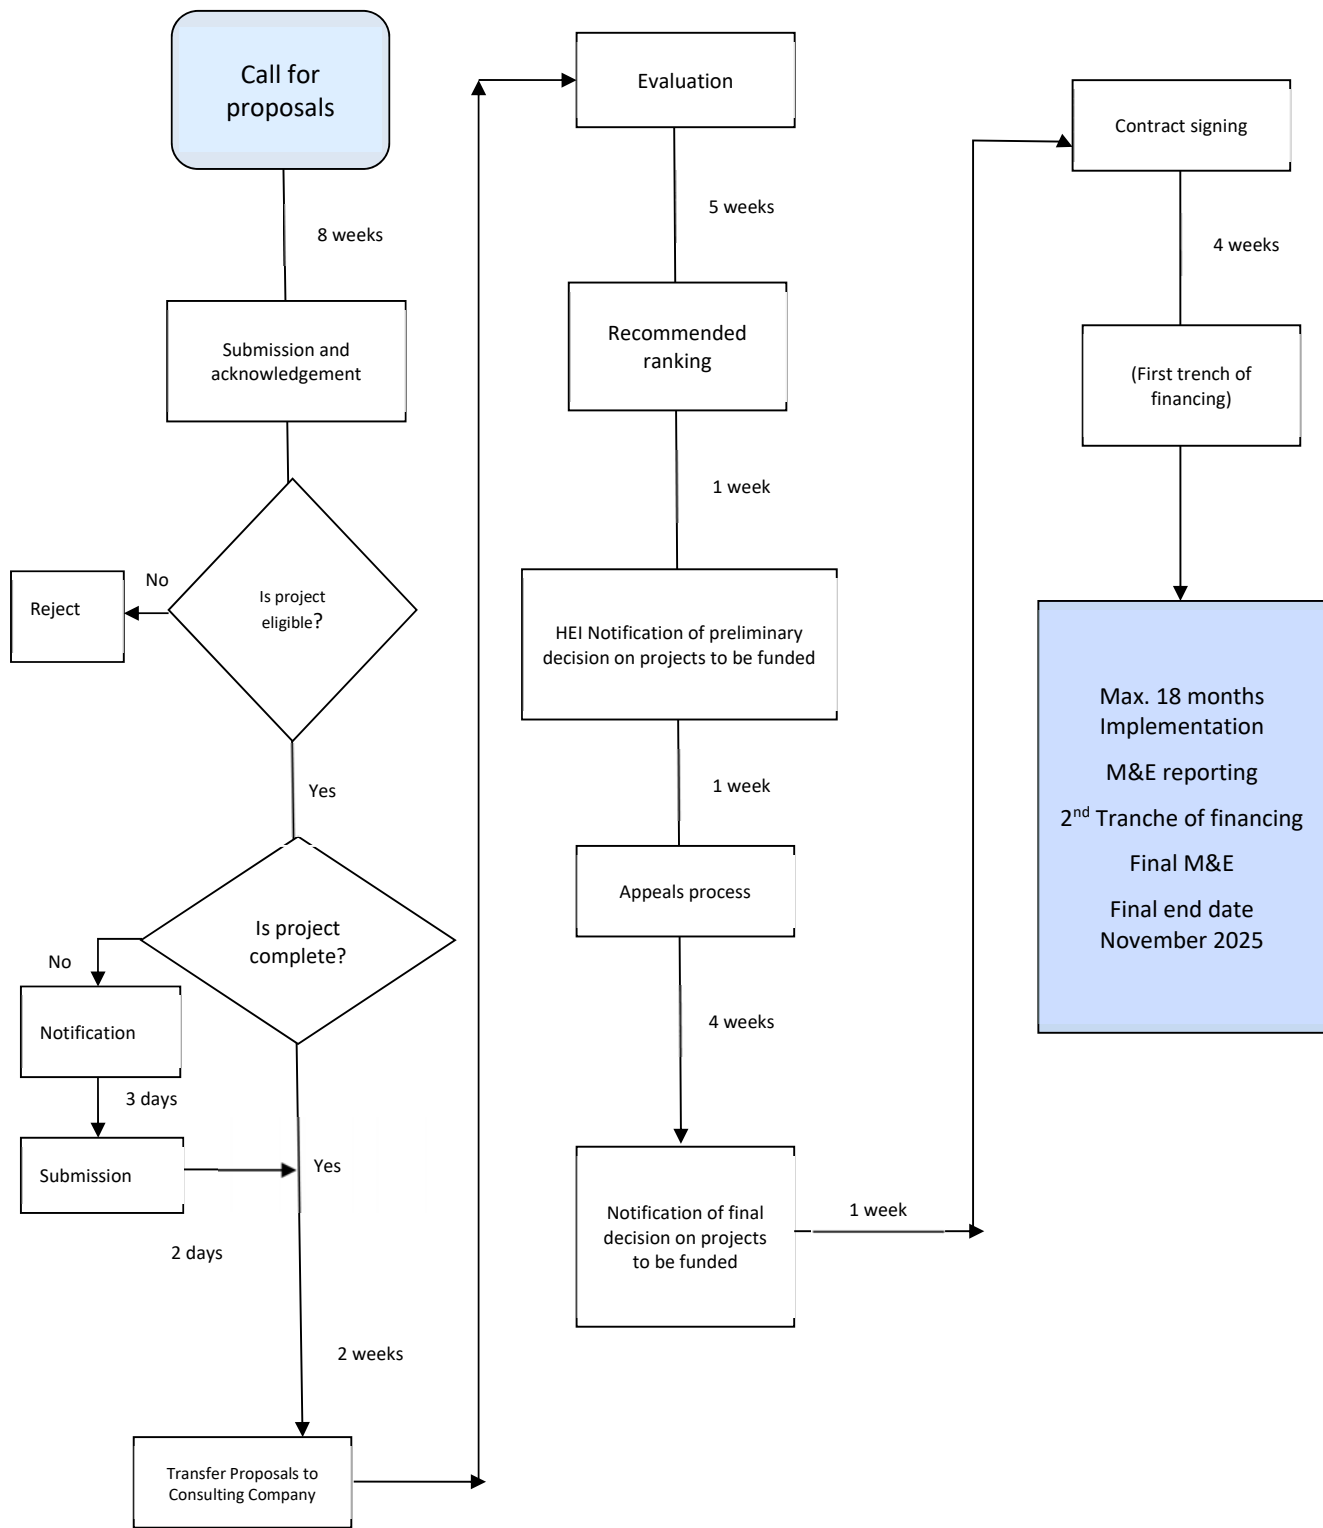 Call for
proposals
8 weeks
Submission and
acknowledgement
Is project
eligible?
No
Reject
Yes
Is project
complete?
No
Notification
3 days
Submission
Yes
2 days
2 weeks
Transfer Proposals to
Consulting Company
Evaluation
5 weeks
Recommended
ranking
1 week
HEI Notification of preliminary
decision on projects to be funded
1 week
Appeals process
4 weeks
Notification of final
decision on projects
to be funded
1 week
Contract signing
4 weeks
(First trench of
financing)
Max. 18 months
Implementation
M&E reporting
2nd Tranche of financing
Final M&E
Final end date
November 2025